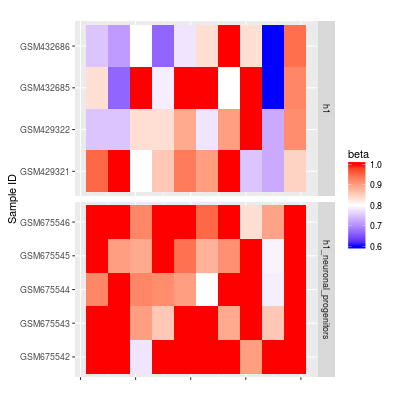 GSM432686
GSM432685
GSM429322
GSM429321
h1
GSM675546
GSM675545
GSM675544
GSM675543
GSM675542
h1_neuronal_progenitors
Sample ID
beta
1.0
0.9
0.8
0.7
0.6